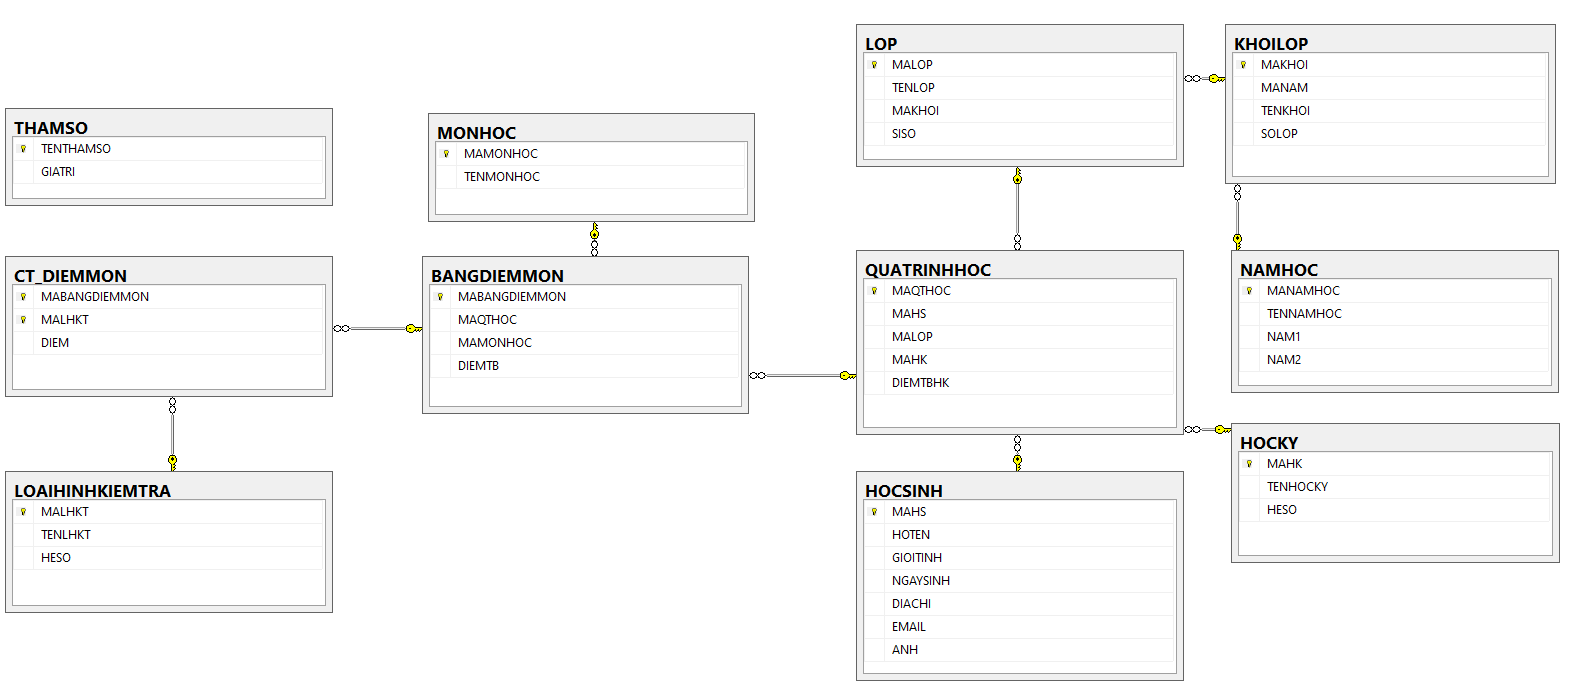 THAMSO
TENTHAMSO
GIATRI
CT_DIEMMON
MABANGDIEMMON
MALHKT
DIEM
LOAIHINHKIEMTRA
MALHKT
TENLHKT
HESO
MONHOC
MAMONHOC
TENMONHOC
BANGDIEMMON
MABANGDIEMMON
MAQTHOC
MAMONHOC
DIEMTB
LOP
MALOP
TENLOP
MAKHOI
SISO
QUATRINHHOC
MAQTHOC
MAHS
MALOP
MAHK
DIEMTBHK
HOCSINH
MAHS
HOTEN
GIOITINH
NGAYSINH
DIACHI
EMAIL
ANH
KHOILOP
MAKHOI
MANAM
TENKHOI
SOLOP
NAMHOC
MANAMHOC
TENNAMHOC
NAM1
NAM2
HOCKY
MAHK
TENHOCKY
HESO